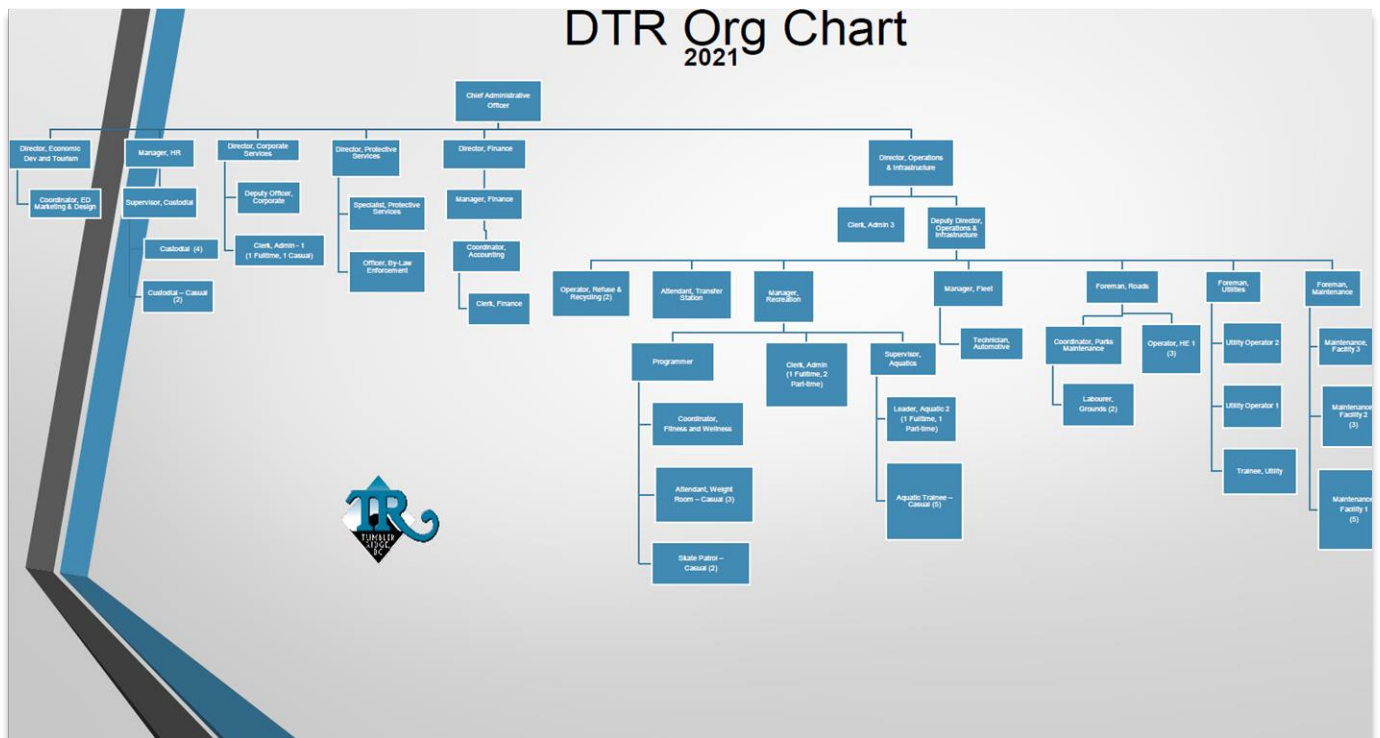 DTR Org Chart
2021
Chief Administrative
Officer
Director, Economic
Dev and Tourism
Manager, HR
Director, Corporate
Services
Director, Protective
Services
Director, Finance
Director, Operations
& Infrastructure
Coordinator, ED
Marketing & Design
Supervisor, Custodial
Custodial (4)
Custodial – Casual
(2)
Deputy Officer,
Corporate
Clerk, Admin - 1
(1 Fulltime, 1 Casual)
Specialist, Protective
Services
Officer, By-Law
Enforcement
Manager, Finance
Coordinator,
Accounting
Clerk, Finance
Clerk, Admin 3
Deputy Director,
Operations &
Infrastructure
Operator, Refuse &
Recycling (2)
Attendant, Transfer
Station
Manager,
Recreation
Manager, Fleet
Foreman, Roads
Foreman,
Utilities
Foreman,
Maintenance
Programmer
Clerk, Admin
(1 Fulltime, 2
Part-time)
Supervisor,
Aquatics
Technician,
Automotive
Coordinator, Parks
Maintenance
Operator, HE 1
(3)
Utility Operator 2
Maintenance,
Facility 3
Coordinator,
Fitness and Wellness
Leader, Aquatic 2
(1 Fulltime, 1
Part-time)
Labourer,
Grounds (2)
Utility Operator 1
Maintenance
Facility 2
(3)
Attendant, Weight
Room – Casual (3)
Aquatic Trainee –
Casual (5)
Trainee, Utility
Maintenance
Facility 1
(5)
Skate Patrol –
Casual (2)
TR
TUMBLER
RIDGE,
BC